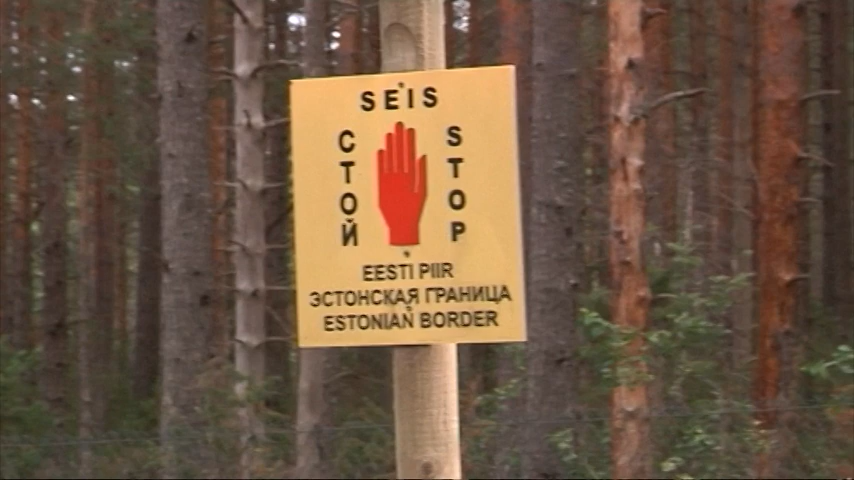 SEIS
СТОЙ
STOP
EESTI PIIR
ЭСТОНСКАЯ ГРАНИЦА
ESTONIAN BORDER